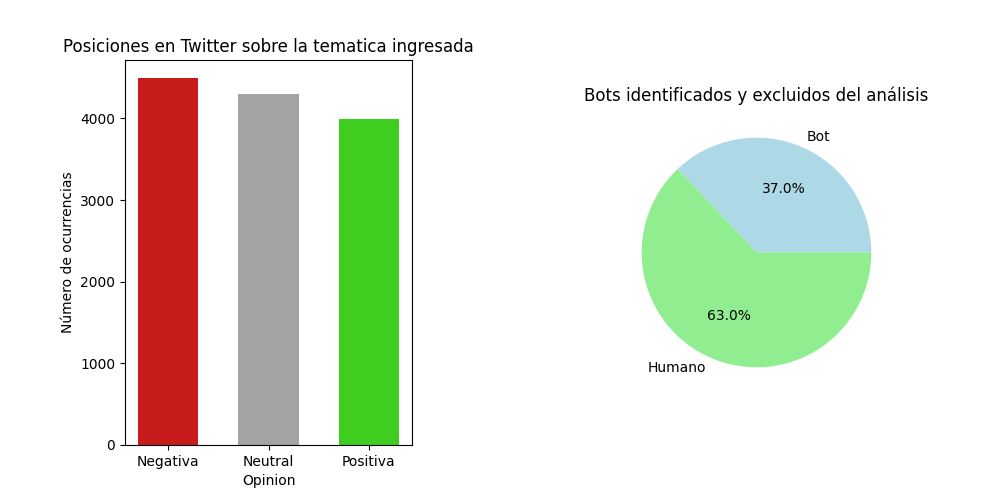 Posiciones en Twitter sobre la tematica ingresada
Número de ocurrencias
4000
3000
2000
1000
0
Negativa
Neutral
Positiva
Opinion
Bots identificados y excluidos del análisis
Bot
37.0%
63.0%
Humano